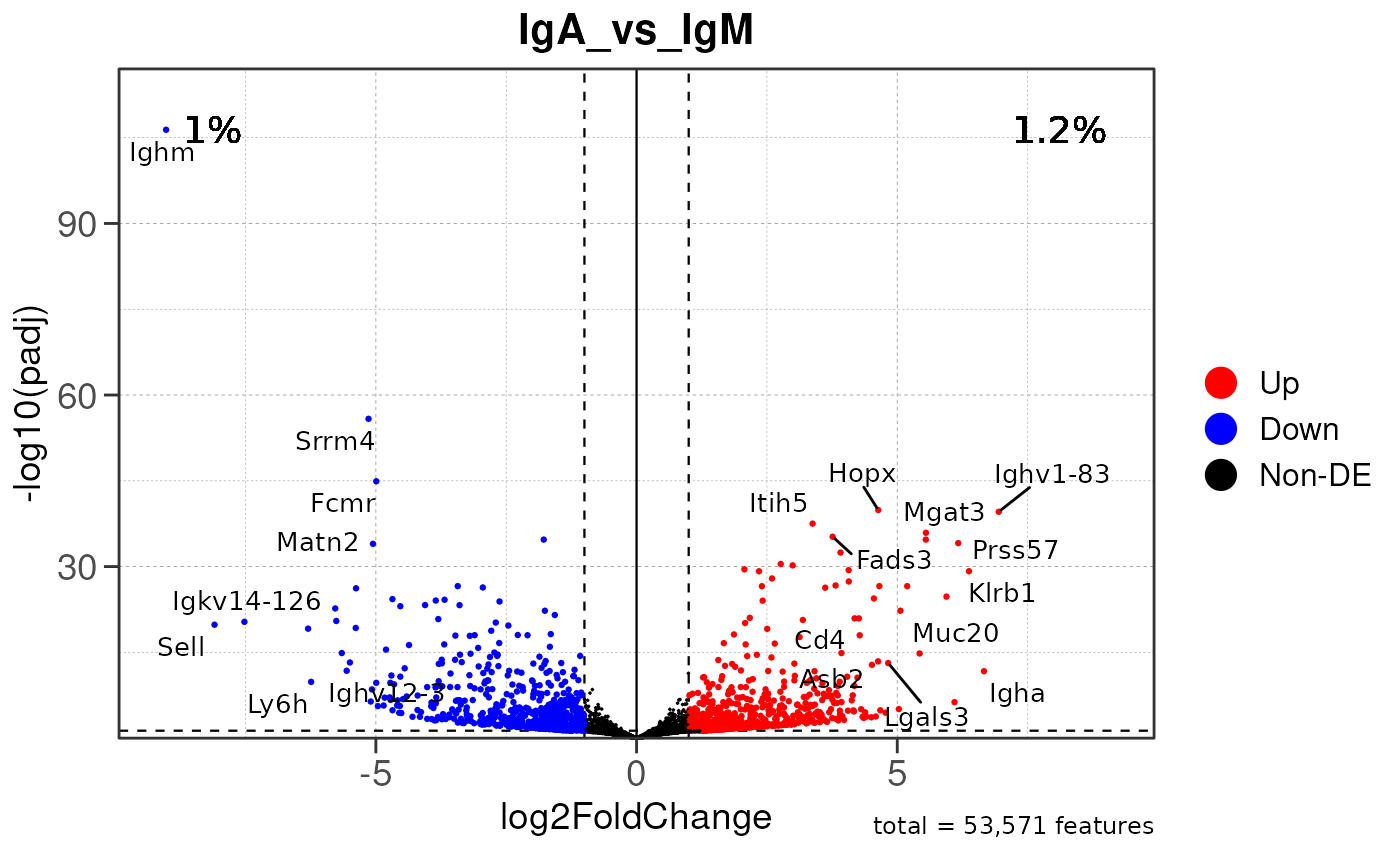 IgA_vs_IgM
1%
1.2%
Ighm
90
60
30
0
-log10(padj)
Srrm4
Fcmr
Matn2
Igkv14-126
Sell
Ly6h
Ighv12-3
Hopx
Ighv1-83
Itih5
Mgat3
Fads3
Prss57
Klrb1
Cd4
Muc20
Asb2
Igha
Lgals3
-5
0
5
log2FoldChange
total = 53,571 features
Up
Down
Non-DE